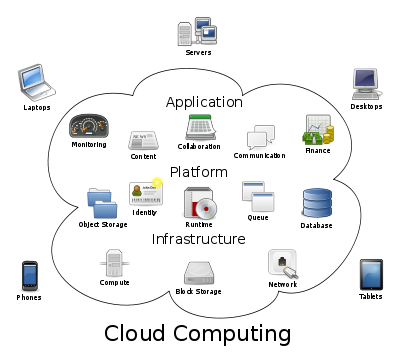 Servers
Laptops
Desktops
Application
Monitoring
Content
Collaboration
Communication
Finance
Platform
Object Storage
Identity
Runtime
Queue
Database
Infrastructure
Compute
Block Storage
Network
Phones
Tablets
Cloud Computing